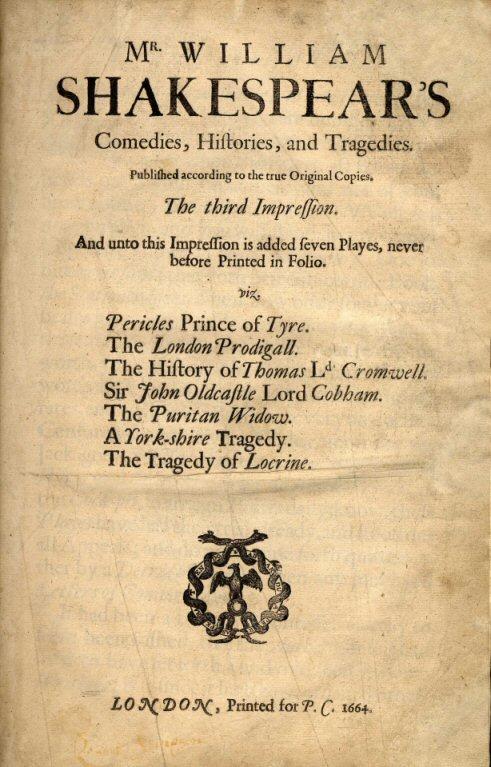 Mʀ. WILLIAM
SHAKESPEAR'S
Comedies, Hiſtories, and Tragedies.
Publiſhed according to the true Original Copies.
The third Impreſſion.
And unto this Impreſſion is added ſeven Playes, never
before Printed in Folio.
viz.
Pericles Prince of Tyre.
The London Prodigall.
The Hiſtory of Thomas Lᵈ. Cromwell.
Sir John Oldcaſtle Lord Cobham.
The Puritan Widow.
A York-shire Tragedy.
The Tragedy of Locrine.
LONDON, Printed for P. C. 1664.